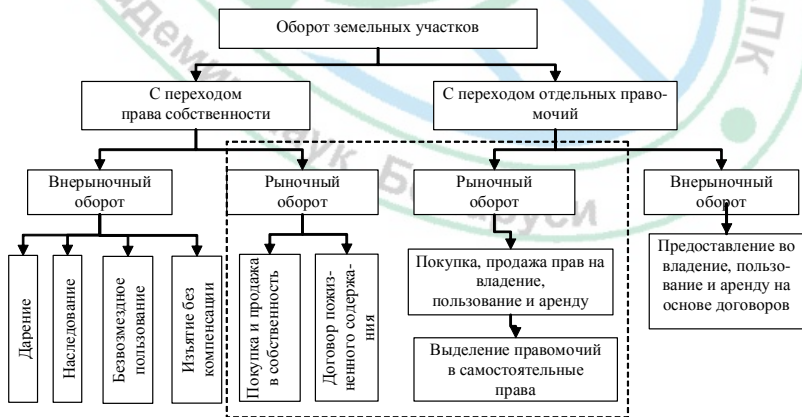 Оборот земельных участков
С переходом
права собственности
С переходом отдельных право-
мочий
Внерыночный
оборот
Рыночный
оборот
Рыночный
оборот
Внерыночный
оборот
Дарение
Наследование
Безвозмездное
пользование
Изъятие без
компенсации
Покупка и продажа
в собственность
Договор пожиз-
ненного содержа-
ния
Покупка, продажа прав на
владение,
пользование и аренду
Выделение правомочий
в самостоятельные
права
Предоставление во
владение, пользо-
вание и аренду на
основе договоров